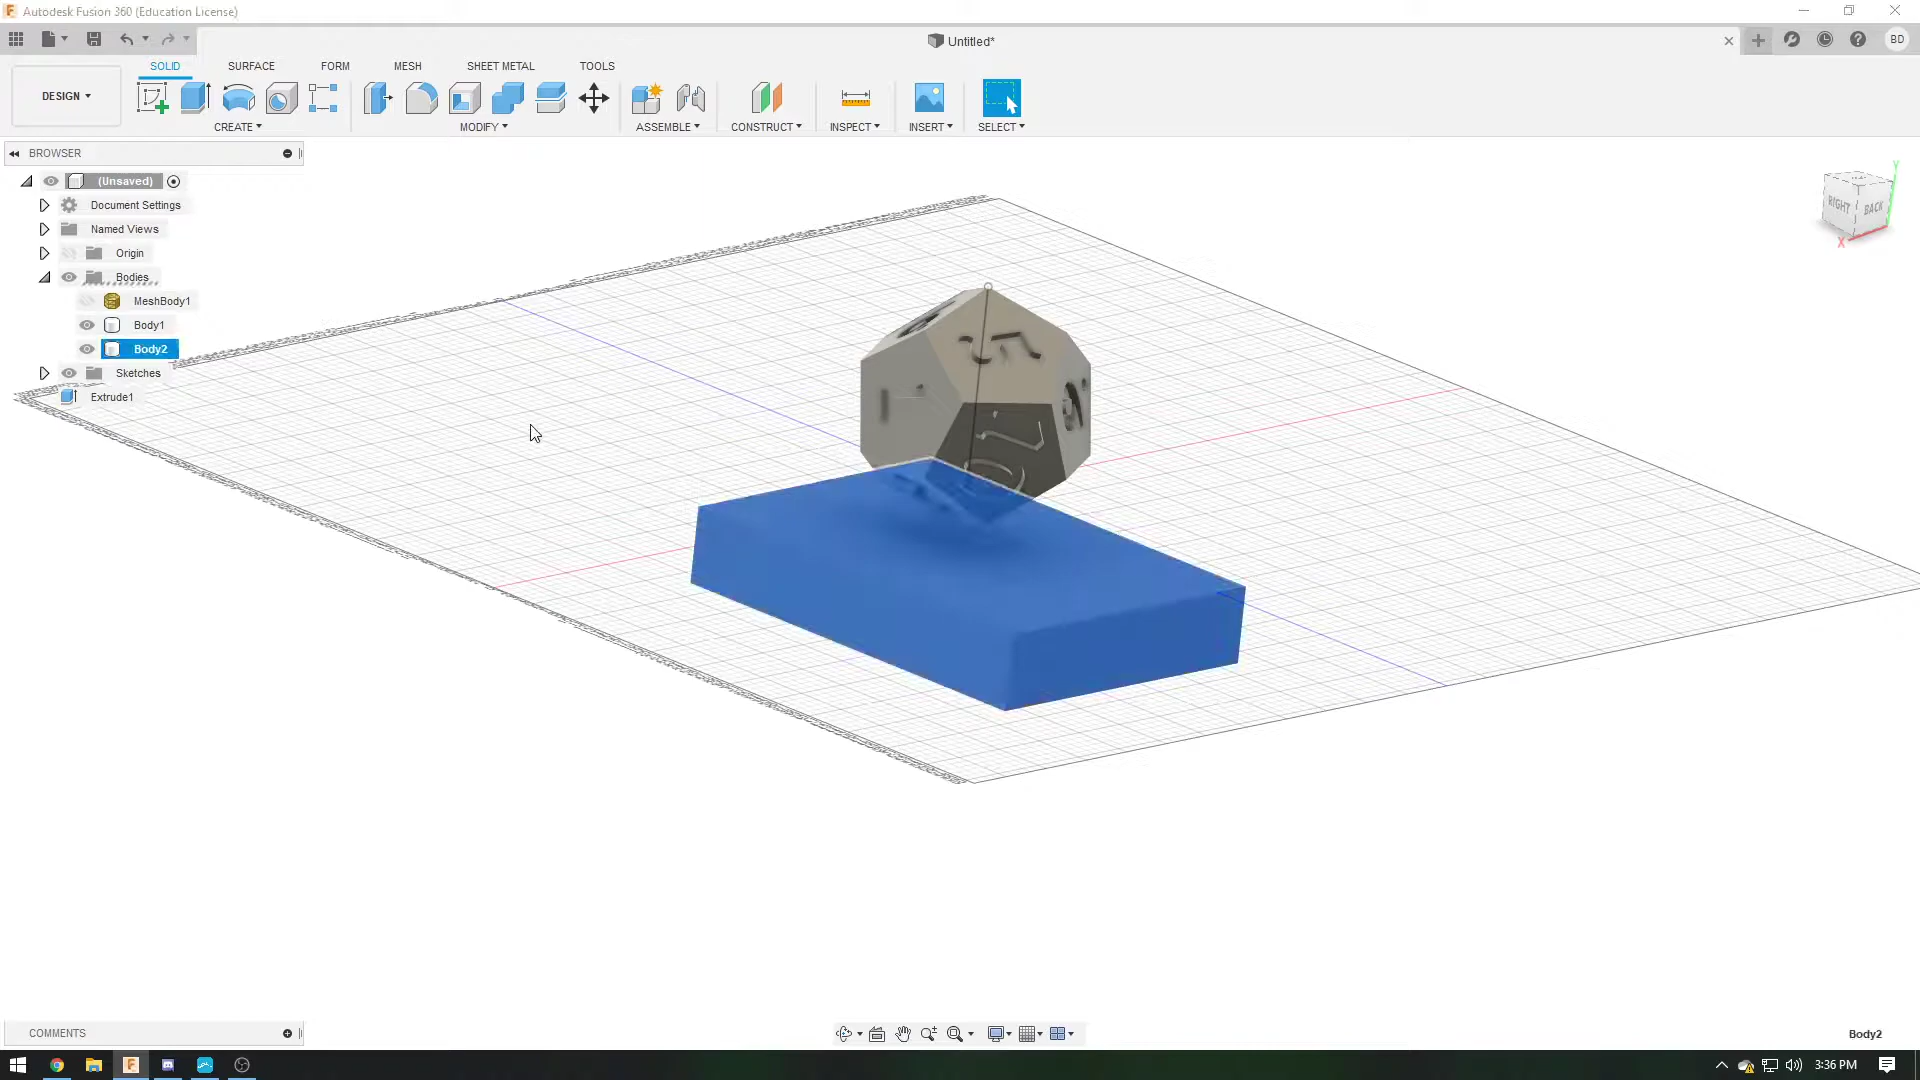 Autodesk Fusion 360 (Education License)
Untitled*
BD
DESIGN
SOLID SURFACE FORM MESH SHEET METAL TOOLS
CREATE MODIFY ASSEMBLE CONSTRUCT INSPECT INSERT SELECT
BROWSER
(Unsaved)
Document Settings
Named Views
Origin
Bodies
MeshBody1
Body1
Body2
Sketches
Extrude1
RIGHT BACK
X
COMMENTS
Body2
3:36 PM